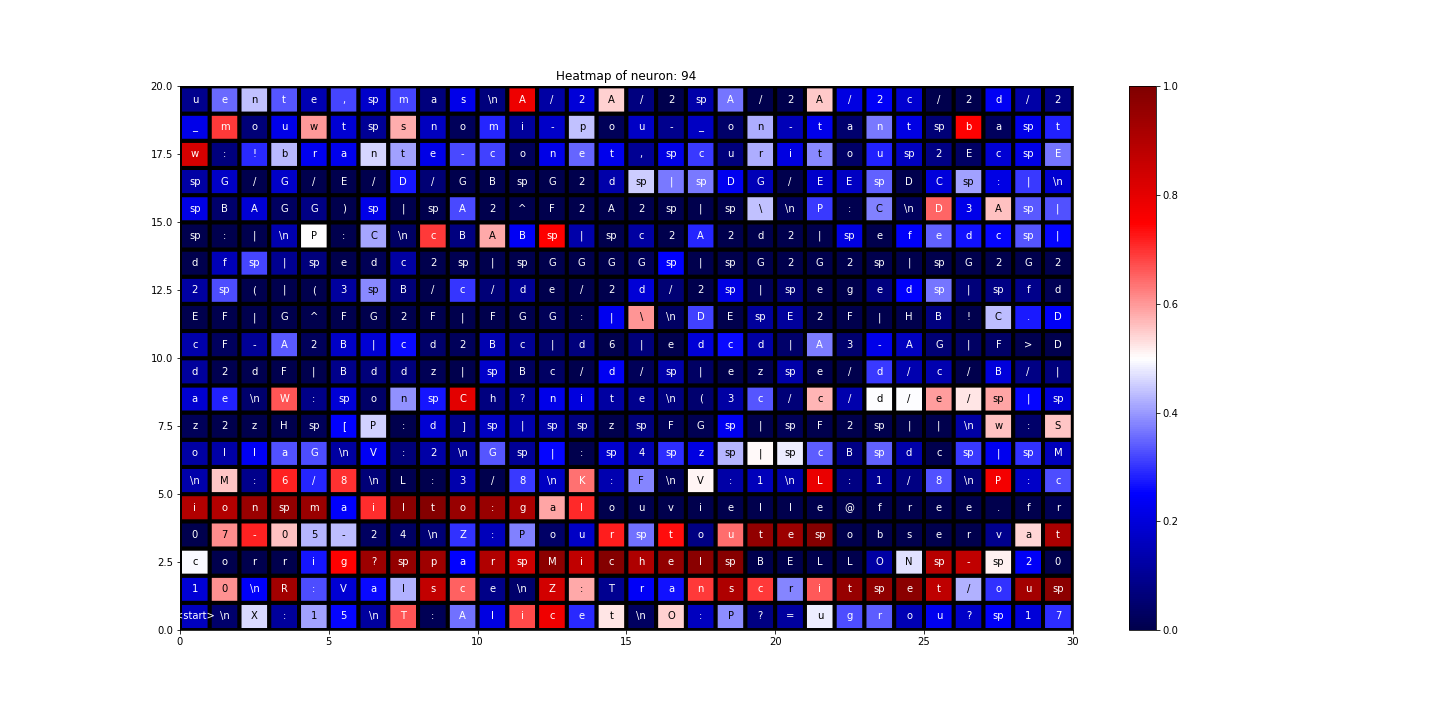 Heatmap of neuron: 94
20.0 u e n t e , sp m a s \n A / 2 A / 2 sp A / 2 A / 2 c / 2 d / 2 1.0
_ m o u w t sp s n o m i - p o u - _ o n - t a n t sp b a sp t
17.5 w : ! b r a n t e - c o n e t , sp c u r i t o u sp 2 E c sp E
sp G / G / E / D / G B sp G 2 d sp | sp D G / E E sp D C sp : | \n
15.0 sp B A G G ) sp | sp A 2 ^ F 2 A 2 sp | sp \ \n P : C \n D 3 A sp | 0.8
sp : | \n P : C \n c B A B sp | sp c 2 A 2 d 2 | sp e f e d c sp |
d f sp | sp e d c 2 sp | sp G G G G sp | sp G 2 G 2 sp | sp G 2 G 2
12.5 2 sp ( | ( 3 sp B / c / d e / 2 d / 2 sp | sp e g e d sp | sp f d 0.6
E F | G ^ F G 2 F | F G G : | \ \n D E sp E 2 F | H B ! C . D
10.0 c F - A 2 B | c d 2 B c | d 6 | e d c d | A 3 - A G | F > D
d 2 d F | B d d z | sp B c / d / sp | e z sp e / d / c / B / |
a e \n W : sp o n sp C h ? n i t e \n ( 3 c / c / d / e / sp | sp 0.4
7.5 z 2 z H sp [ P : d ] sp | sp sp z sp F G sp | sp F 2 sp | | \n w : S
o l l a G \n V : 2 \n G sp | : sp 4 sp z sp | sp c B sp d c sp | sp M
5.0 \n M : 6 / 8 \n L : 3 / 8 \n K : F \n V : 1 \n L : 1 / 8 \n P : c
i o n sp m a i l t o : g a l o u v i e l l e @ f r e e . f r 0.2
0 7 - 0 5 - 2 4 \n Z : P o u r sp t o u t e sp o b s e r v a t
2.5 c o r r i g ? sp p a r sp M i c h e l sp B E L L O N sp - sp 2 0
1 0 \n R : V a l s c e \n Z : T r a n s c r i t sp e t / o u sp
0.0 <start> \n X : 1 5 \n T : A l i c e t \n O : P ? = u g r o u ? sp 1 7 0.0
0 5 10 15 20 25 30